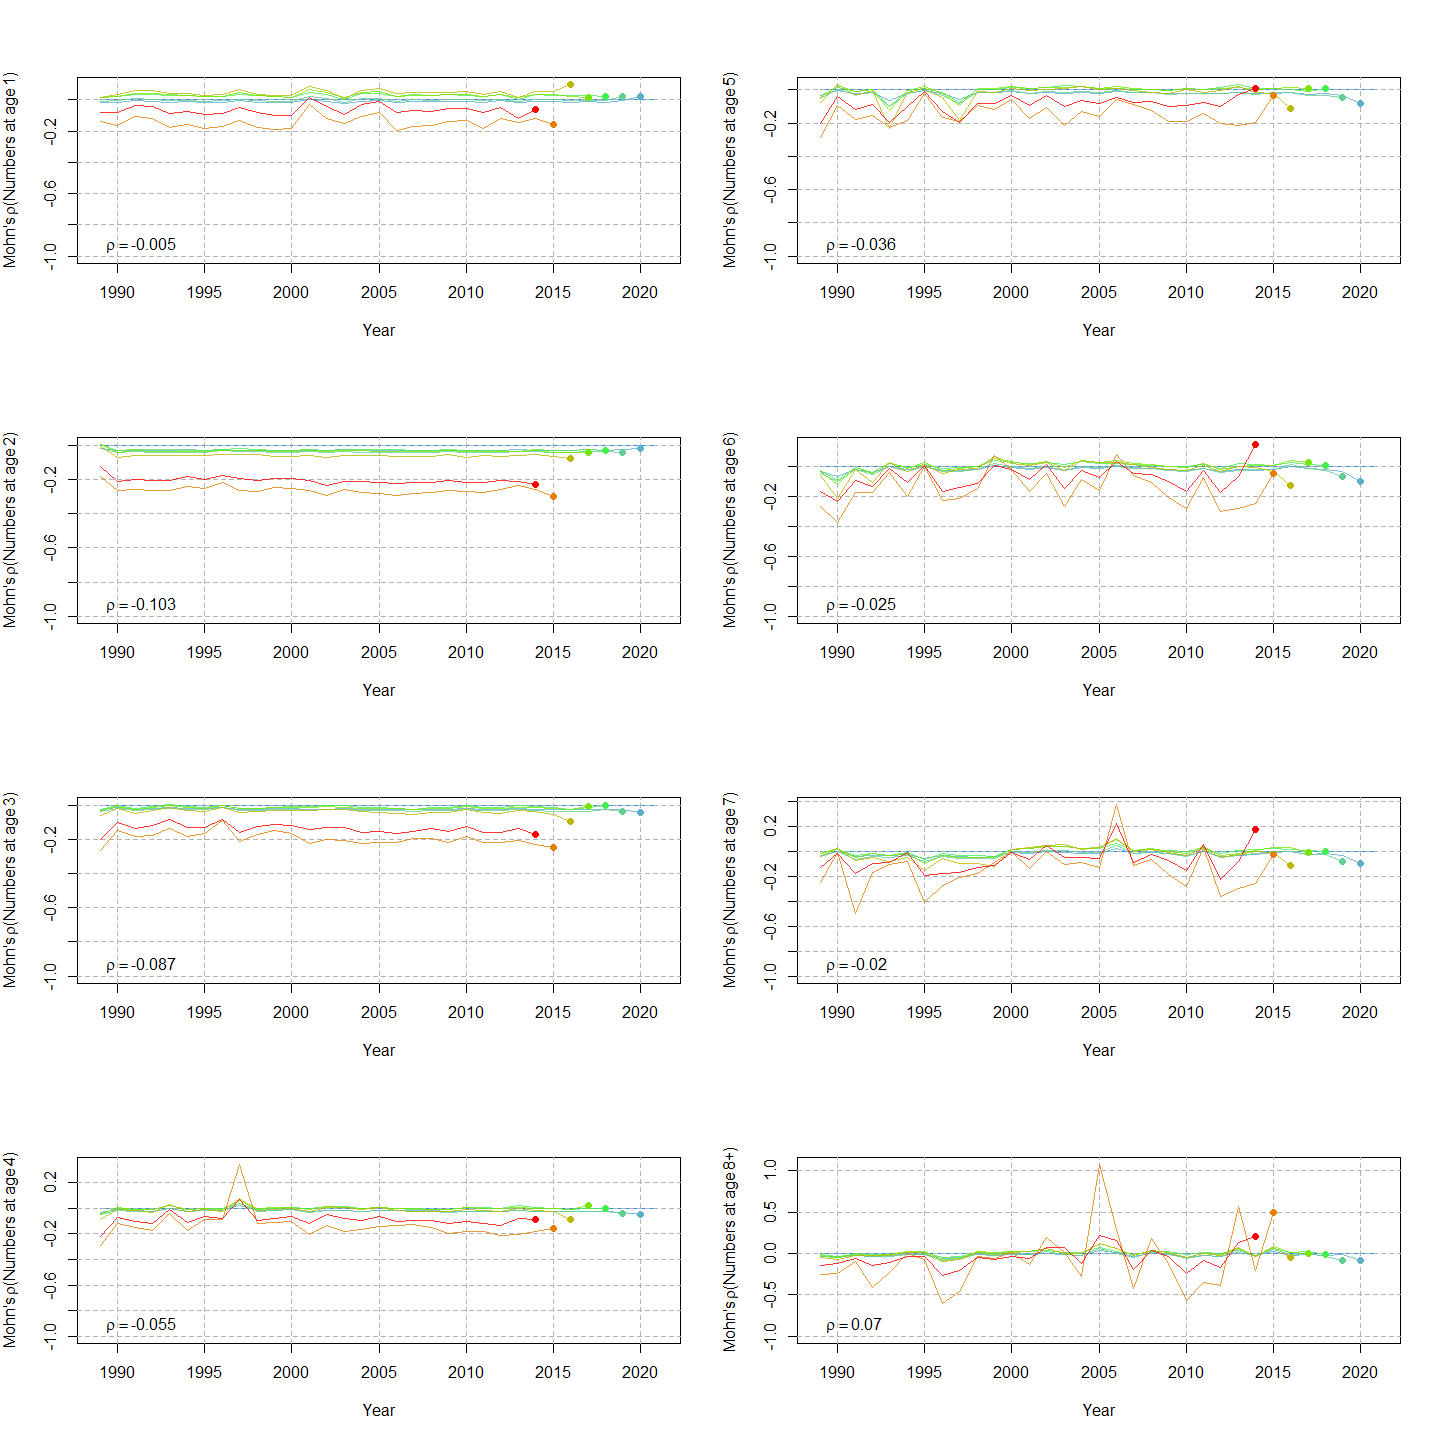 Mohn's ρ(Numbers at age 1)
-0.2
-0.6
-1.0
ρ = -0.005
1990 1995 2000 2005 2010 2015 2020
Year
Mohn's ρ(Numbers at age 5)
-0.2
-0.6
-1.0
ρ = -0.036
1990 1995 2000 2005 2010 2015 2020
Year
Mohn's ρ(Numbers at age 2)
-0.2
-0.6
-1.0
ρ = -0.103
1990 1995 2000 2005 2010 2015 2020
Year
Mohn's ρ(Numbers at age 6)
-0.2
-0.6
-1.0
ρ = -0.025
1990 1995 2000 2005 2010 2015 2020
Year
Mohn's ρ(Numbers at age 3)
-0.2
-0.6
-1.0
ρ = -0.087
1990 1995 2000 2005 2010 2015 2020
Year
Mohn's ρ(Numbers at age 7)
0.2
-0.2
-0.6
-1.0
ρ = -0.02
1990 1995 2000 2005 2010 2015 2020
Year
Mohn's ρ(Numbers at age 4)
0.2
-0.2
-0.6
-1.0
ρ = -0.055
1990 1995 2000 2005 2010 2015 2020
Year
Mohn's ρ(Numbers at age 8+)
1.0
0.5
0.0
-0.5
-1.0
ρ = 0.07
1990 1995 2000 2005 2010 2015 2020
Year